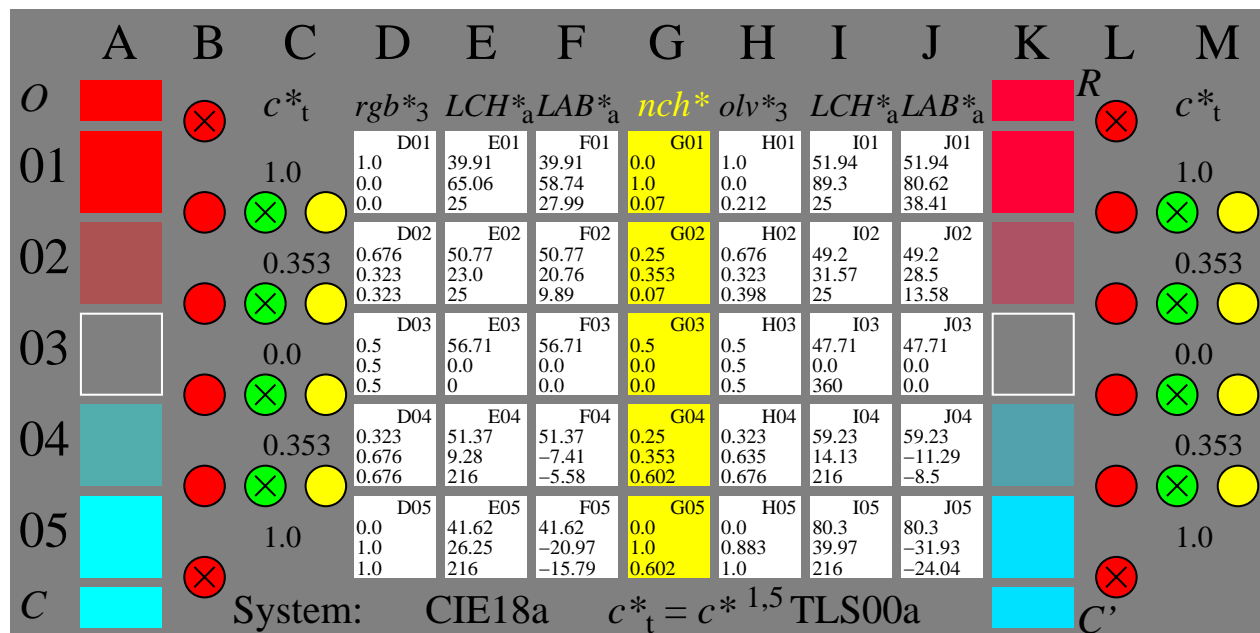 A B C D E F G H I J K L M
O c*t rgb*3 LCH*a LAB*a nch* olv*3 LCH*a LAB*a R c*t
01 1.0 D01 E01 F01 G01 H01 I01 J01 1.0
1.0 39.91 39.91 0.0 1.0 51.94 51.94
0.0 65.06 58.74 1.0 0.0 89.3 80.62
0.0 25 27.99 0.07 0.212 25 38.41
02 0.353 D02 E02 F02 G02 H02 I02 J02 0.353
0.676 50.77 50.77 0.25 0.676 49.2 49.2
0.323 23.0 20.76 0.353 0.323 31.57 28.5
0.323 25 9.89 0.07 0.398 25 13.58
03 0.0 D03 E03 F03 G03 H03 I03 J03 0.0
0.5 56.71 56.71 0.5 0.5 47.71 47.71
0.5 0.0 0.0 0.0 0.5 0.0 0.0
0.5 0 0.0 0.0 0.5 360 0.0
04 0.353 D04 E04 F04 G04 H04 I04 J04 0.353
0.323 51.37 51.37 0.25 0.323 59.23 59.23
0.676 9.28 −7.41 0.353 0.635 14.13 −11.29
0.676 216 −5.58 0.602 0.676 216 −8.5
05 1.0 D05 E05 F05 G05 H05 I05 J05 1.0
0.0 41.62 41.62 0.0 0.0 80.3 80.3
1.0 26.25 −20.97 1.0 0.883 39.97 −31.93
1.0 216 −15.79 0.602 1.0 216 −24.04
C System: CIE18a c*t = c* 1,5 TLS00a C'